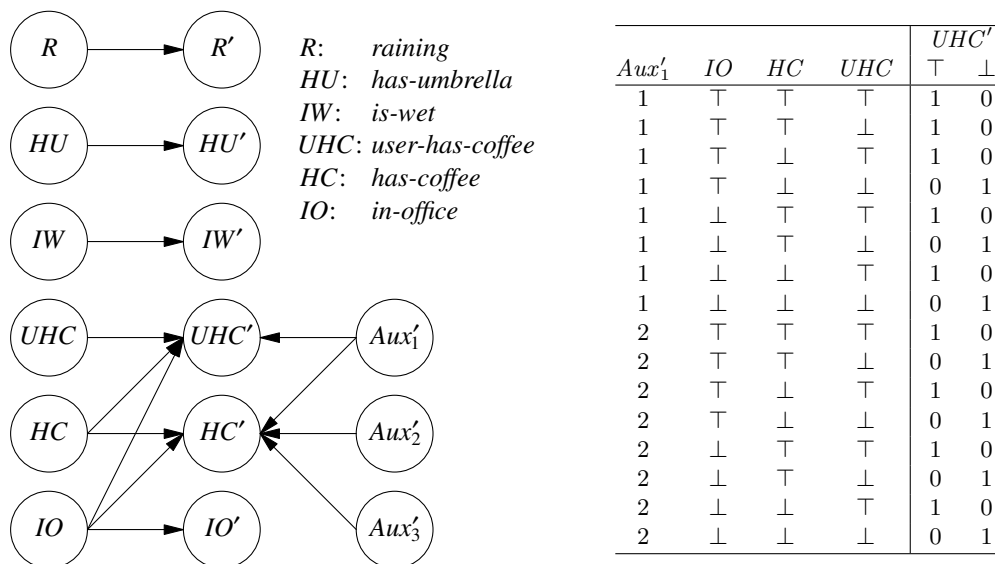 R R′
HU HU′
IW IW′
UHC UHC′ Aux′₁
HC HC′ Aux′₂
IO IO′ Aux′₃
R: raining
HU: has-umbrella
IW: is-wet
UHC: user-has-coffee
HC: has-coffee
IO: in-office
UHC′
Aux′₁ IO HC UHC ⊤ ⊥
1 ⊤ ⊤ ⊤ 1 0
1 ⊤ ⊤ ⊥ 1 0
1 ⊤ ⊥ ⊤ 1 0
1 ⊤ ⊥ ⊥ 0 1
1 ⊥ ⊤ ⊤ 1 0
1 ⊥ ⊤ ⊥ 0 1
1 ⊥ ⊥ ⊤ 1 0
1 ⊥ ⊥ ⊥ 0 1
2 ⊤ ⊤ ⊤ 1 0
2 ⊤ ⊤ ⊥ 0 1
2 ⊤ ⊥ ⊤ 1 0
2 ⊤ ⊥ ⊥ 0 1
2 ⊥ ⊤ ⊤ 1 0
2 ⊥ ⊤ ⊥ 0 1
2 ⊥ ⊥ ⊤ 1 0
2 ⊥ ⊥ ⊥ 0 1